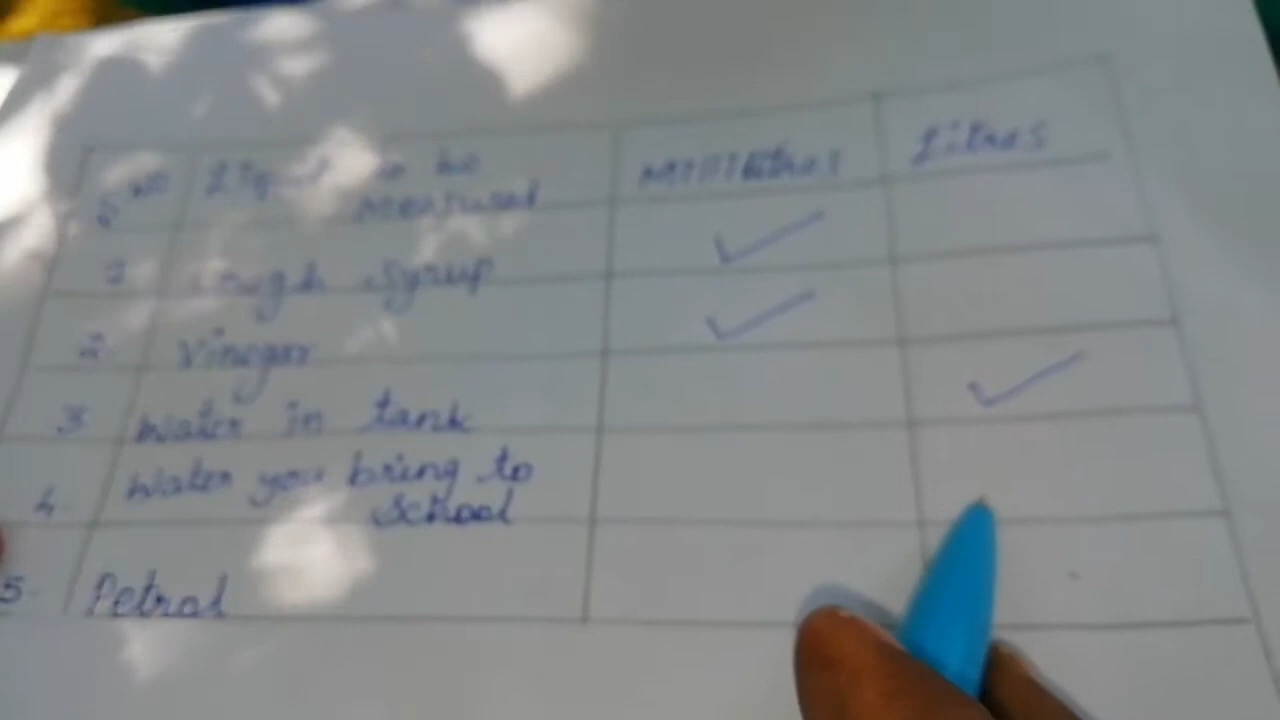 S.no Liquid to be measured Millilitres Litres
1 Cough Syrup ✓
2. Vinegar ✓
3 Water in tank ✓
4. Water you bring to
School
5. Petrol